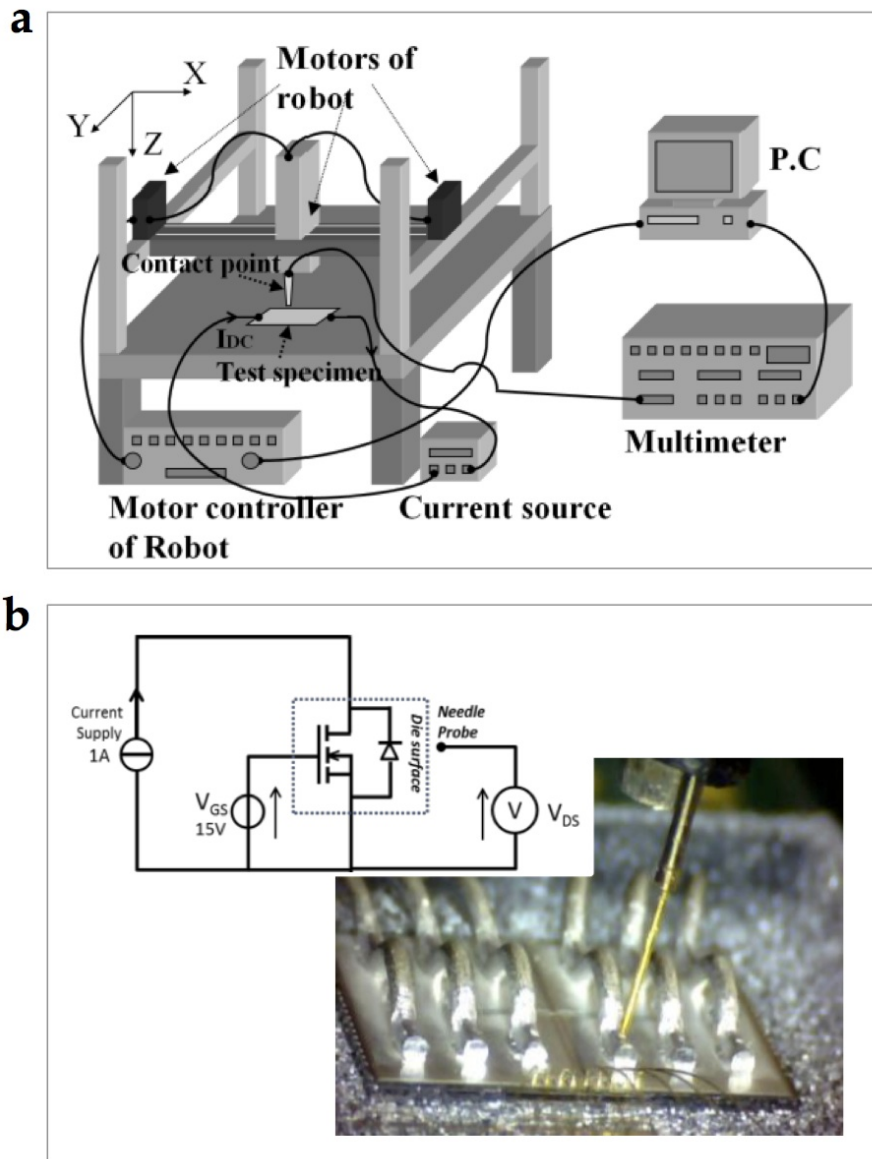 a
Motors of
robot
X
Y
Z
P.C
Contact point
IDC
Test specimen
Multimeter
Motor controller
of Robot
Current source
b
Current
Supply
1A
VGS
15V
Die surface
Needle
Probe
V
VDS